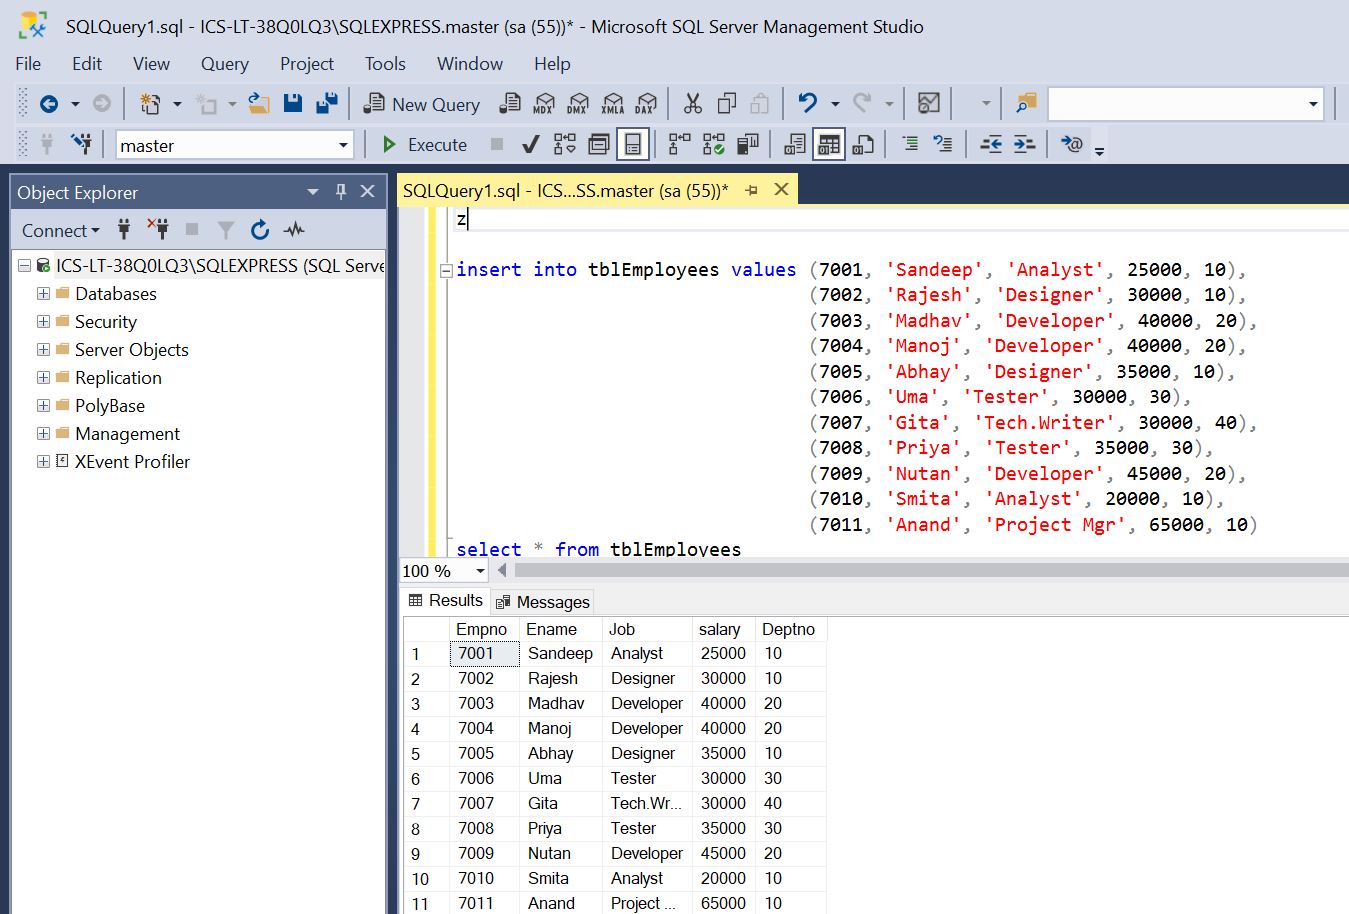 SQLQuery1.sql - ICS-LT-38Q0LQ3\SQLEXPRESS.master (sa (55))* - Microsoft SQL Server Management Studio
File Edit View Query Project Tools Window Help
New Query MDX DMX XMLA DAX
master Execute
Object Explorer
Connect
ICS-LT-38Q0LQ3\SQLEXPRESS (SQL Serve
Databases
Security
Server Objects
Replication
PolyBase
Management
XEvent Profiler
SQLQuery1.sql - ICS...SS.master (sa (55))*
z
insert into tblEmployees values (7001, 'Sandeep', 'Analyst', 25000, 10),
(7002, 'Rajesh', 'Designer', 30000, 10),
(7003, 'Madhav', 'Developer', 40000, 20),
(7004, 'Manoj', 'Developer', 40000, 20),
(7005, 'Abhay', 'Designer', 35000, 10),
(7006, 'Uma', 'Tester', 30000, 30),
(7007, 'Gita', 'Tech.Writer', 30000, 40),
(7008, 'Priya', 'Tester', 35000, 30),
(7009, 'Nutan', 'Developer', 45000, 20),
(7010, 'Smita', 'Analyst', 20000, 10),
(7011, 'Anand', 'Project Mgr', 65000, 10)
select * from tblEmployees
100 %
Results Messages
Empno Ename Job salary Deptno
1 7001 Sandeep Analyst 25000 10
2 7002 Rajesh Designer 30000 10
3 7003 Madhav Developer 40000 20
4 7004 Manoj Developer 40000 20
5 7005 Abhay Designer 35000 10
6 7006 Uma Tester 30000 30
7 7007 Gita Tech.Wr... 30000 40
8 7008 Priya Tester 35000 30
9 7009 Nutan Developer 45000 20
10 7010 Smita Analyst 20000 10
11 7011 Anand Project ... 65000 10